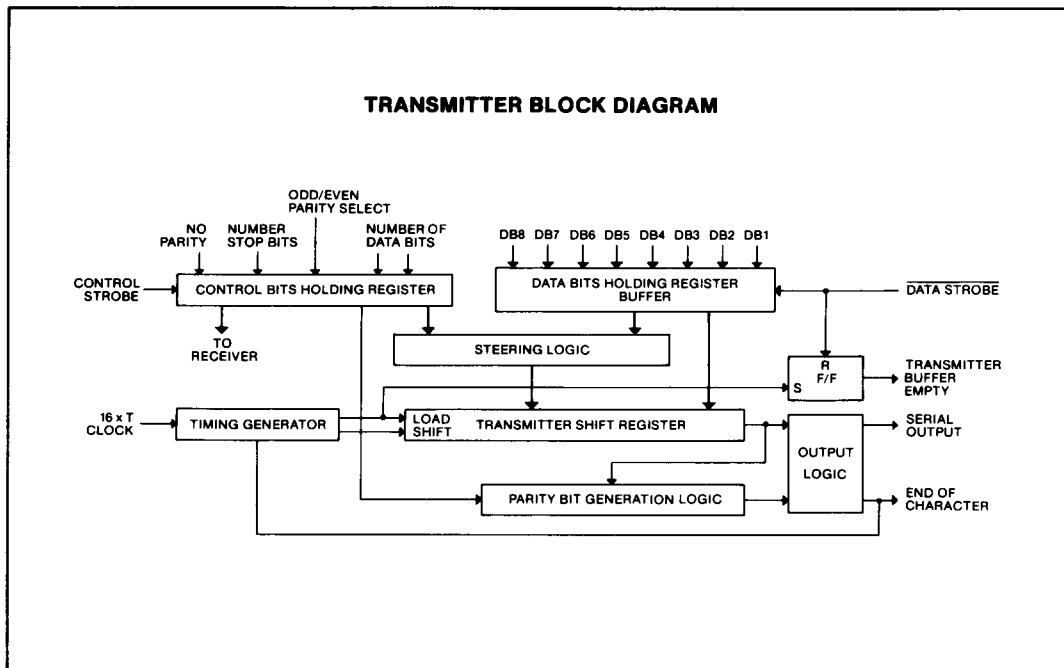 TRANSMITTER BLOCK DIAGRAM
ODD/EVEN
PARITY SELECT
NO
PARITY
NUMBER
STOP BITS
NUMBER OF
DATA BITS
DB8 DB7 DB6 DB5 DB4 DB3 DB2 DB1
CONTROL
STROBE
CONTROL BITS HOLDING REGISTER
DATA BITS HOLDING REGISTER
BUFFER
DATA STROBE
TO
RECEIVER
STEERING LOGIC
R
F/F
S
TRANSMITTER
BUFFER
EMPTY
16 x T
CLOCK
TIMING GENERATOR
LOAD
SHIFT
TRANSMITTER SHIFT REGISTER
OUTPUT
LOGIC
SERIAL
OUTPUT
PARITY BIT GENERATION LOGIC
END OF
CHARACTER